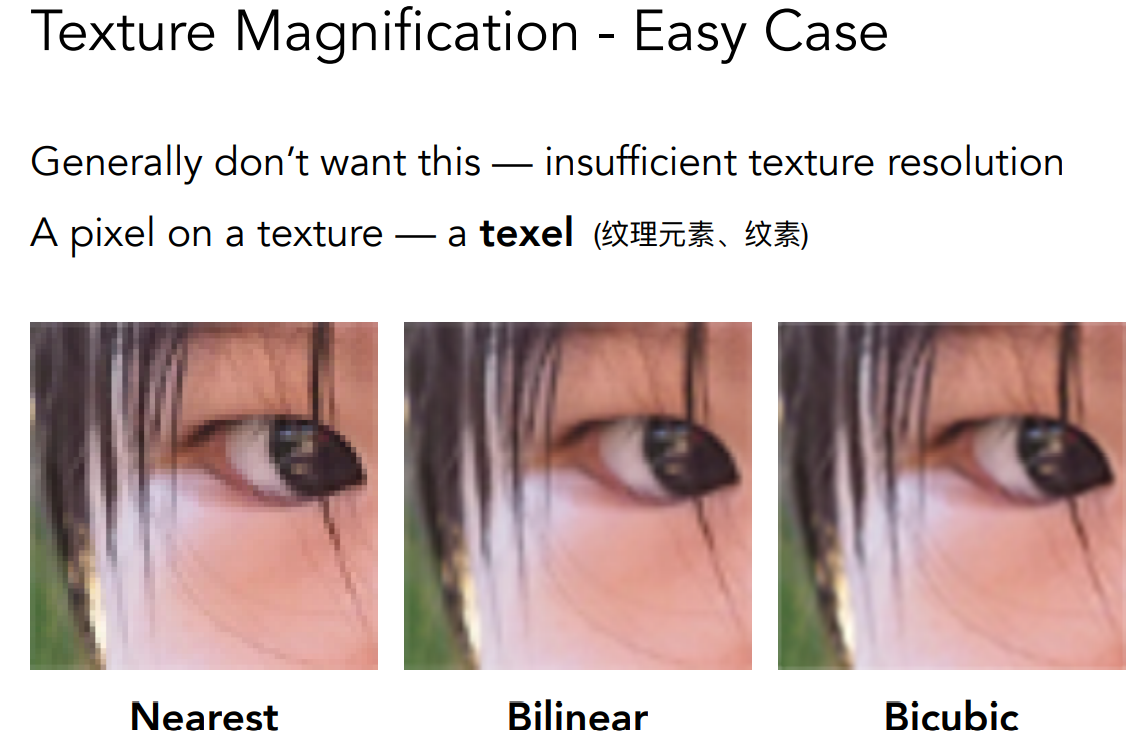 Texture Magnification - Easy Case
Generally don’t want this — insufficient texture resolution
A pixel on a texture — a texel (纹理元素、纹素)
Nearest
Bilinear
Bicubic